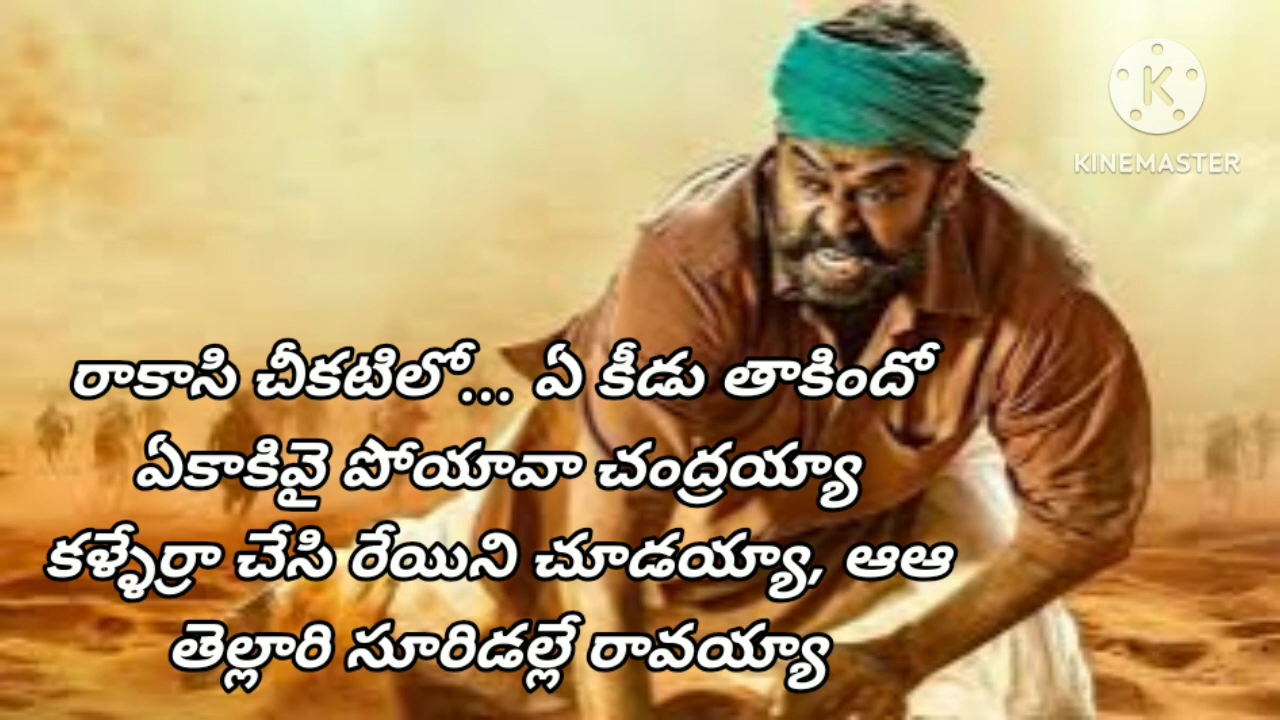 KINEMASTER
రాకాసి చీకటిలో... ఏ కీడు తాకిందో
ఏకాకివై పోయావా చంద్రయ్యా
కళ్ళేర్రా చేసి రేయిని చూడయ్యా, ఆఆ
తెల్లారి సూరిడల్లే రావయ్యా